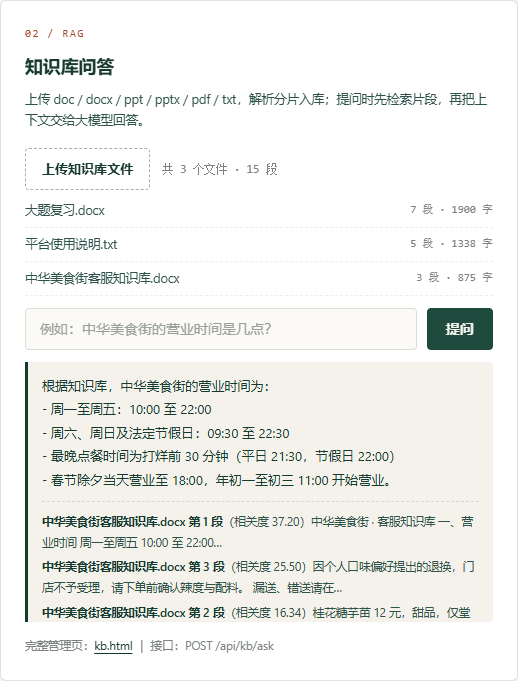 02 / RAG
知识库问答
上传 doc / docx / ppt / pptx / pdf / txt，解析分片入库；提问时先检索片段，再把上
下文交给大模型回答。
上传知识库文件
共 3 个文件 · 15 段
大题复习.docx
7 段 · 1900 字
平台使用说明.txt
5 段 · 1338 字
中华美食街客服知识库.docx
3 段 · 875 字
例如：中华美食街的营业时间是几点？
提问
根据知识库，中华美食街的营业时间为：
- 周一至周五：10:00 至 22:00
- 周六、周日及法定节假日：09:30 至 22:30
- 最晚点餐时间为打烊前 30 分钟（平日 21:30，节假日 22:00）
- 春节除夕当天营业至 18:00，年初一至初三 11:00 开始营业。
中华美食街客服知识库.docx 第 1 段（相关度 37.20）中华美食街 · 客服知识库 一、营
业时间 周一至周五 10:00 至 22:00...
中华美食街客服知识库.docx 第 3 段（相关度 25.50）因个人口味偏好提出的退换，门
店不予受理，请下单前确认辣度与配料。 漏送、错送请在...
中华美食街客服知识库.docx 第 2 段（相关度 16.34）桂花糖芋苗 12 元，甜品，仅堂
完整管理页：kb.html ｜ 接口：POST /api/kb/ask